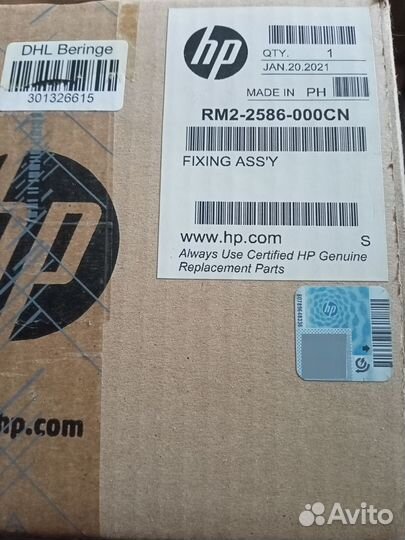 DHL Beringe
301326615
hp
QTY. 1
JAN.20.2021
MADE IN PH
RM2-2586-000CN
FIXING ASS'Y
www.hp.com S
Always Use Certified HP Genuine
Replacement Parts
hp
hp
hp.com
Avito